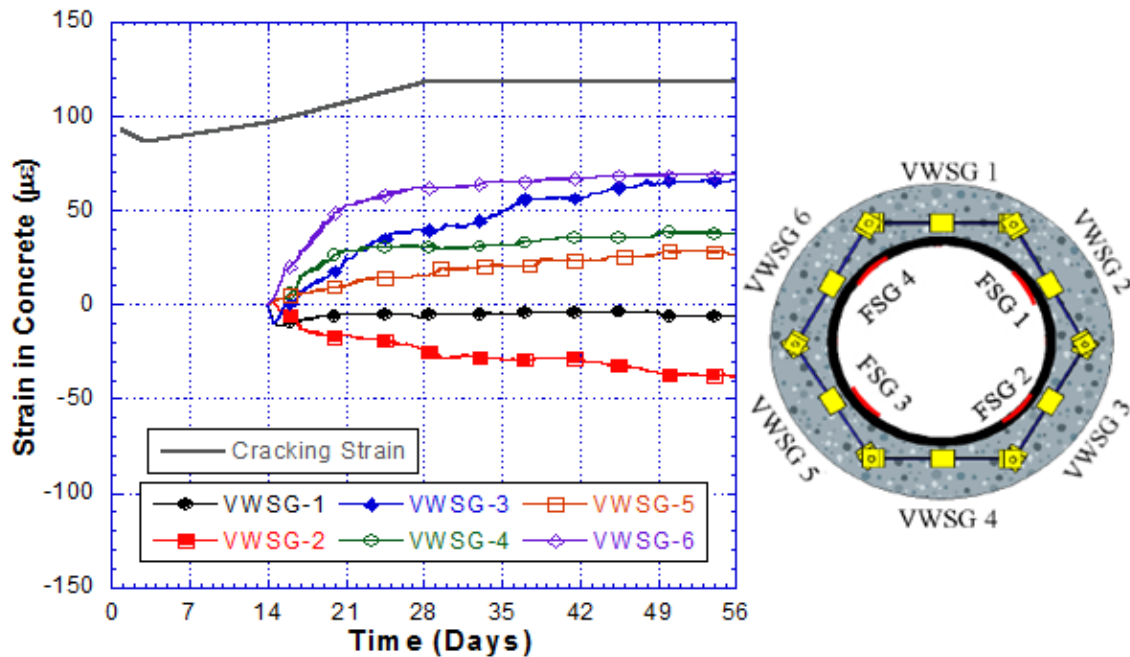 150
100
50
0
-50
-100
-150
Strain in Concrete (με)
Cracking Strain
VWSG-1 VWSG-3 VWSG-5
VWSG-2 VWSG-4 VWSG-6
0 7 14 21 28 35 42 49 56
Time (Days)
VWSG 1
VWSG 6
VWSG 2
FSG 4
FSG 1
FSG 3
FSG 2
VWSG 5
VWSG 3
VWSG 4